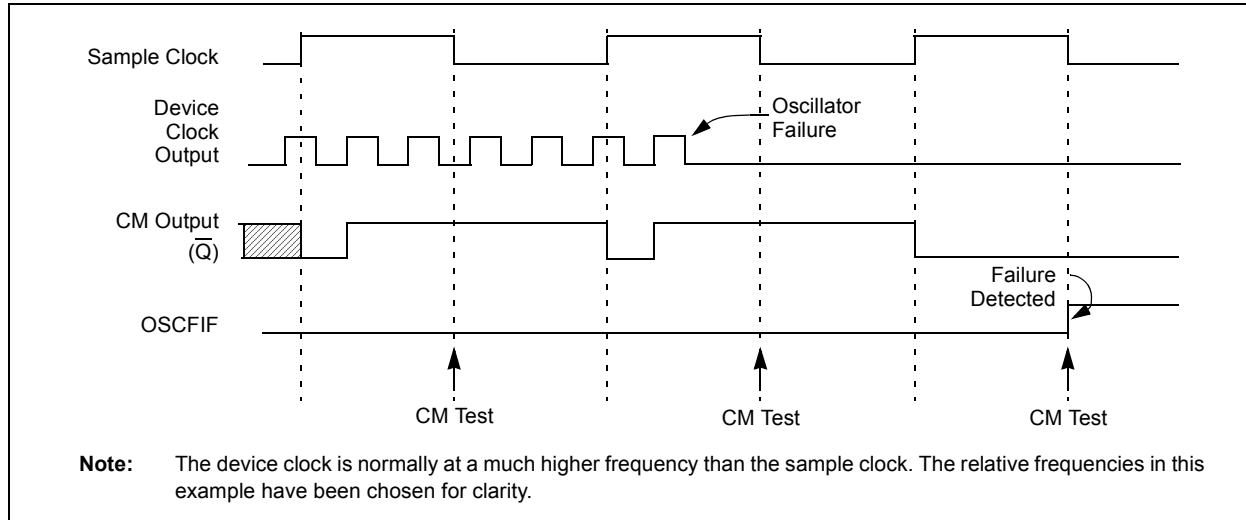 Sample Clock
Device
Clock
Output
Oscillator
Failure
CM Output
(Q̅)
Failure
Detected
OSCFIF
CM Test
CM Test
CM Test
Note: The device clock is normally at a much higher frequency than the sample clock. The relative frequencies in this
example have been chosen for clarity.